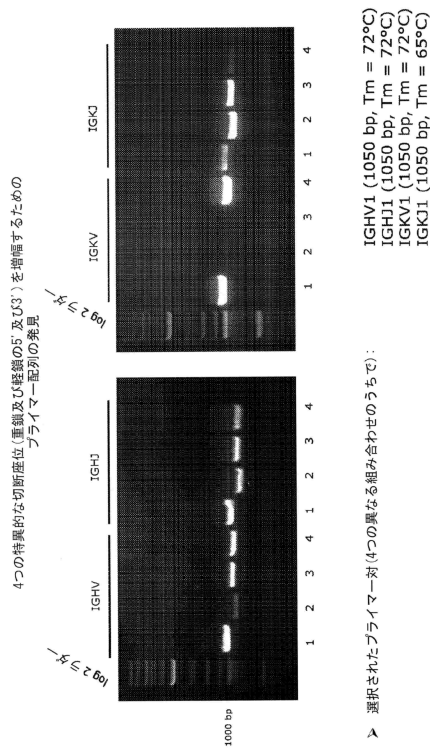 4つの特異的な切断座位(重鎖及び軽鎖の5'及び3')を増幅するための
プライマー配列の発見
log 2 ラダー
IGHV
IGHJ
1000 bp
1 2 3 4 1 2 3 4
log 2 ラダー
IGKV
IGKJ
1 2 3 4 1 2 3 4
➤ 選択されたプライマー対(4つの異なる組み合わせのうちで):
IGHV1 (1050 bp, Tm = 72°C)
IGHJ1 (1050 bp, Tm = 72°C)
IGKV1 (1050 bp, Tm = 72°C)
IGKJ1 (1050 bp, Tm = 65°C)